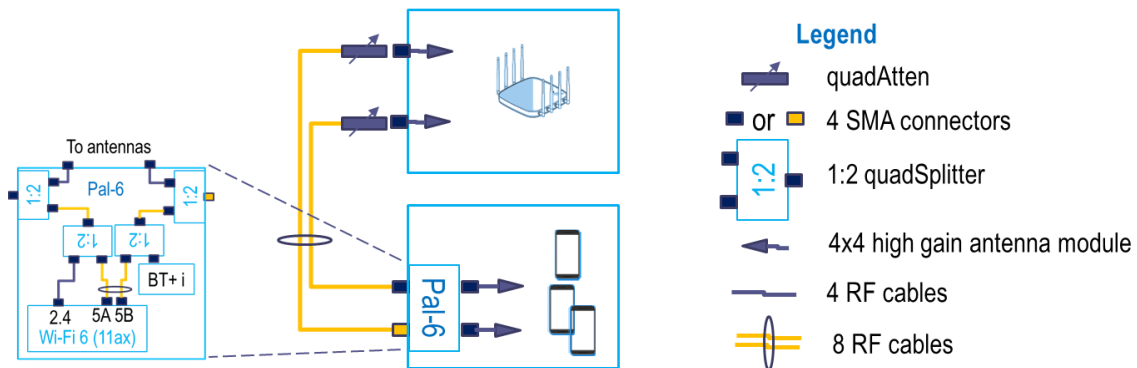 Legend
quadAtten
or
4 SMA connectors
1:2
1:2 quadSplitter
4x4 high gain antenna module
4 RF cables
8 RF cables
To antennas
Pal-6
1:2
1:2
1:2
1:2
BT+ i
2.4
5A 5B
Wi-Fi 6 (11ax)
Pal-6